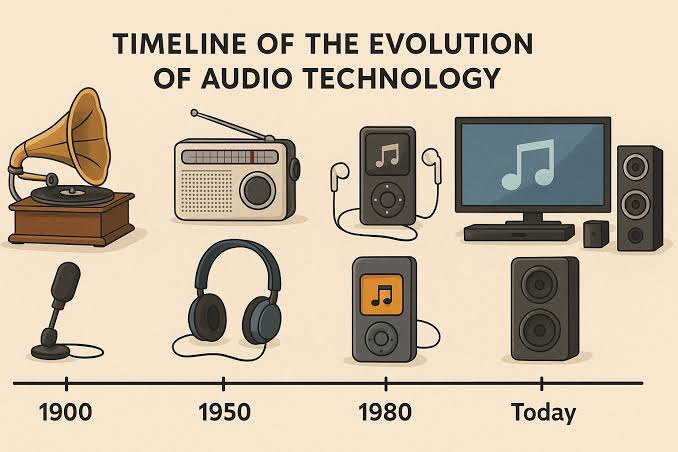 TIMELINE OF THE EVOLUTION
OF AUDIO TECHNOLOGY
1900 1950 1980 Today